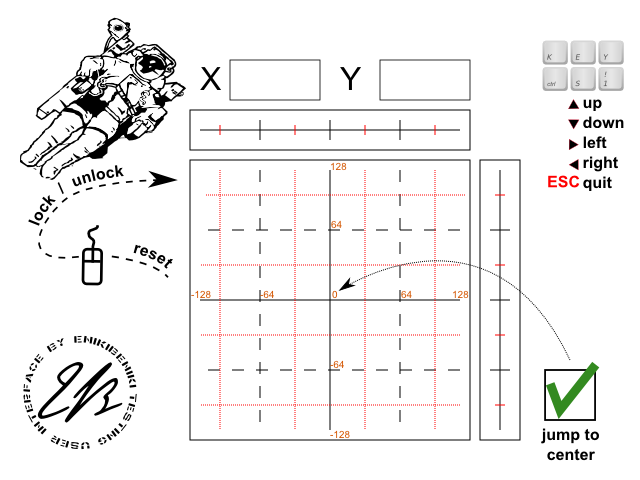 X
Y
K E Y
ctrl S ! 1
up
down
left
right
ESC quit
lock / unlock
reset
128
64
-128 -64 0 64 128
-64
-128
INTERFACE BY ENIKIBENIKI TESTING USER
jump to
center